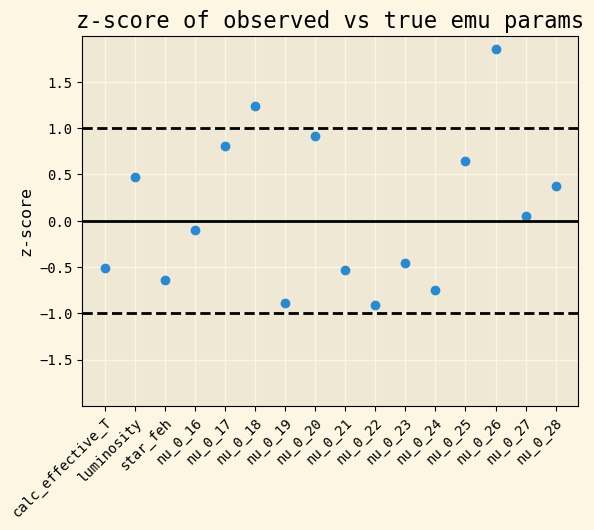 z-score of observed vs true emu params
z-score
1.5
1.0
0.5
0.0
−0.5
−1.0
−1.5
calc_effective_T
luminosity
star_feh
nu_0_16
nu_0_17
nu_0_18
nu_0_19
nu_0_20
nu_0_21
nu_0_22
nu_0_23
nu_0_24
nu_0_25
nu_0_26
nu_0_27
nu_0_28